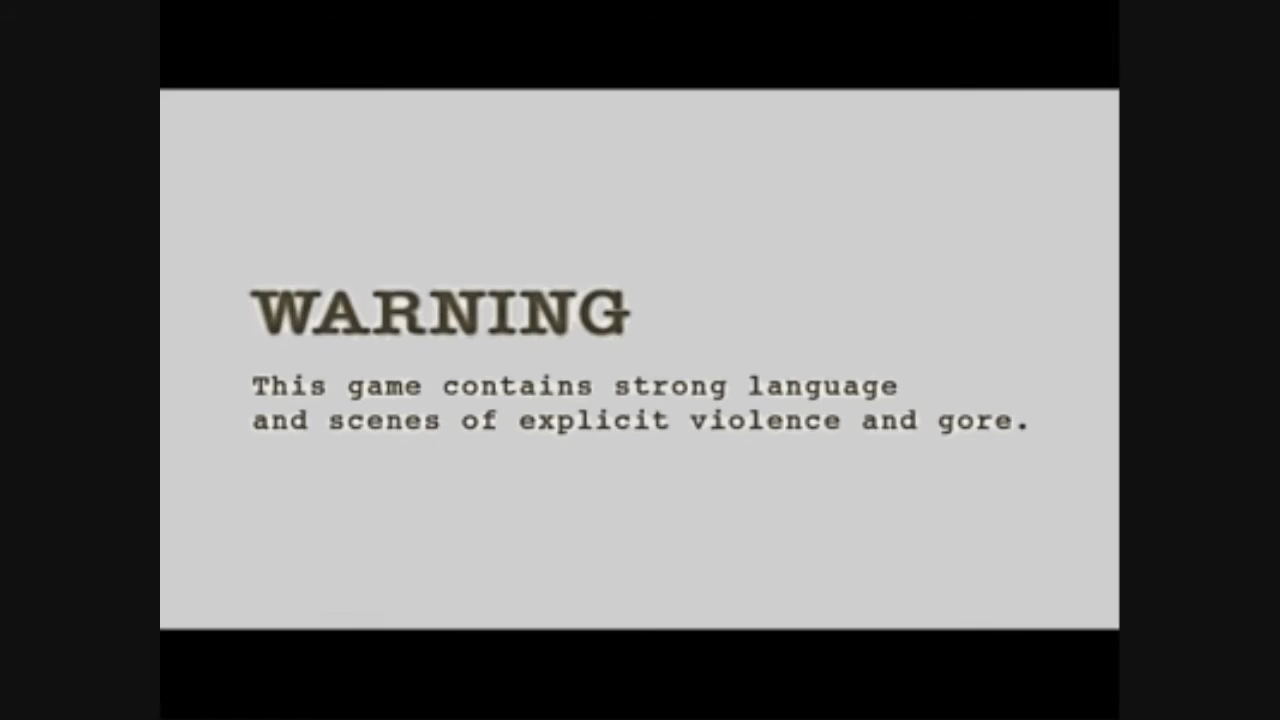 WARNING
This game contains strong language
and scenes of explicit violence and gore.